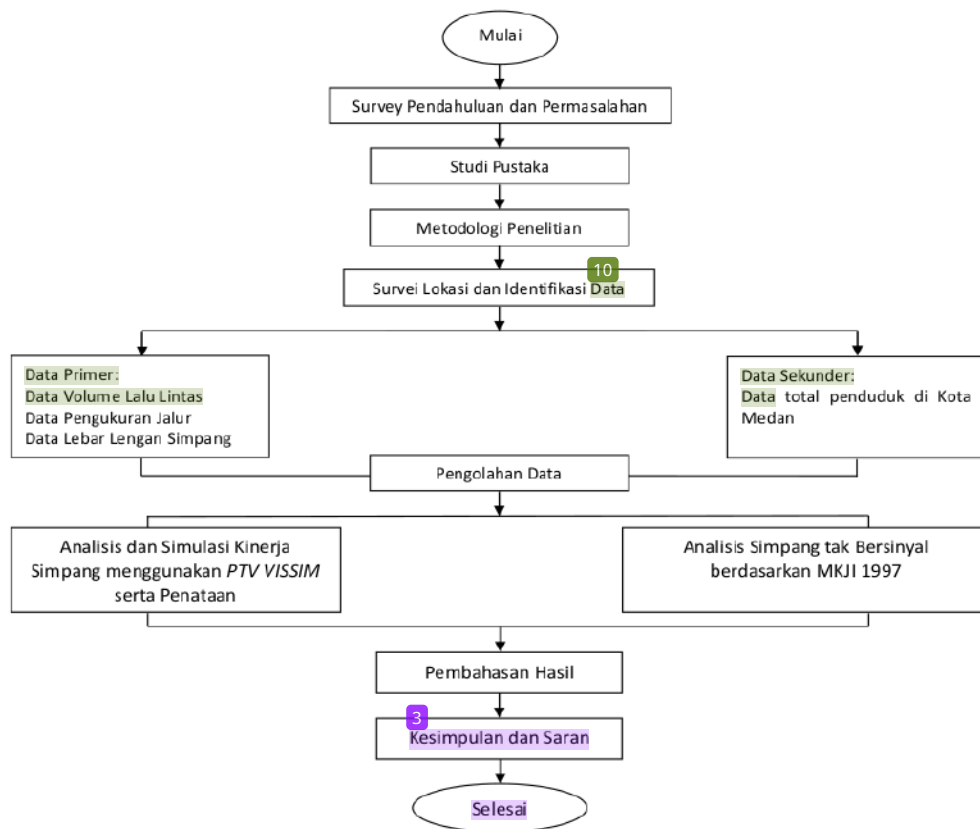 Mulai
Survey Pendahuluan dan Permasalahan
Studi Pustaka
Metodologi Penelitian
10
Survei Lokasi dan Identifikasi Data
Data Primer:
Data Volume Lalu Lintas
Data Pengukuran Jalur
Data Lebar Lengan Simpang
Data Sekunder:
Data total penduduk di Kota
Medan
Pengolahan Data
Analisis dan Simulasi Kinerja
Simpang menggunakan PTV VISSIM
serta Penataan
Analisis Simpang tak Bersinyal
berdasarkan MKJI 1997
Pembahasan Hasil
3
Kesimpulan dan Saran
Selesai